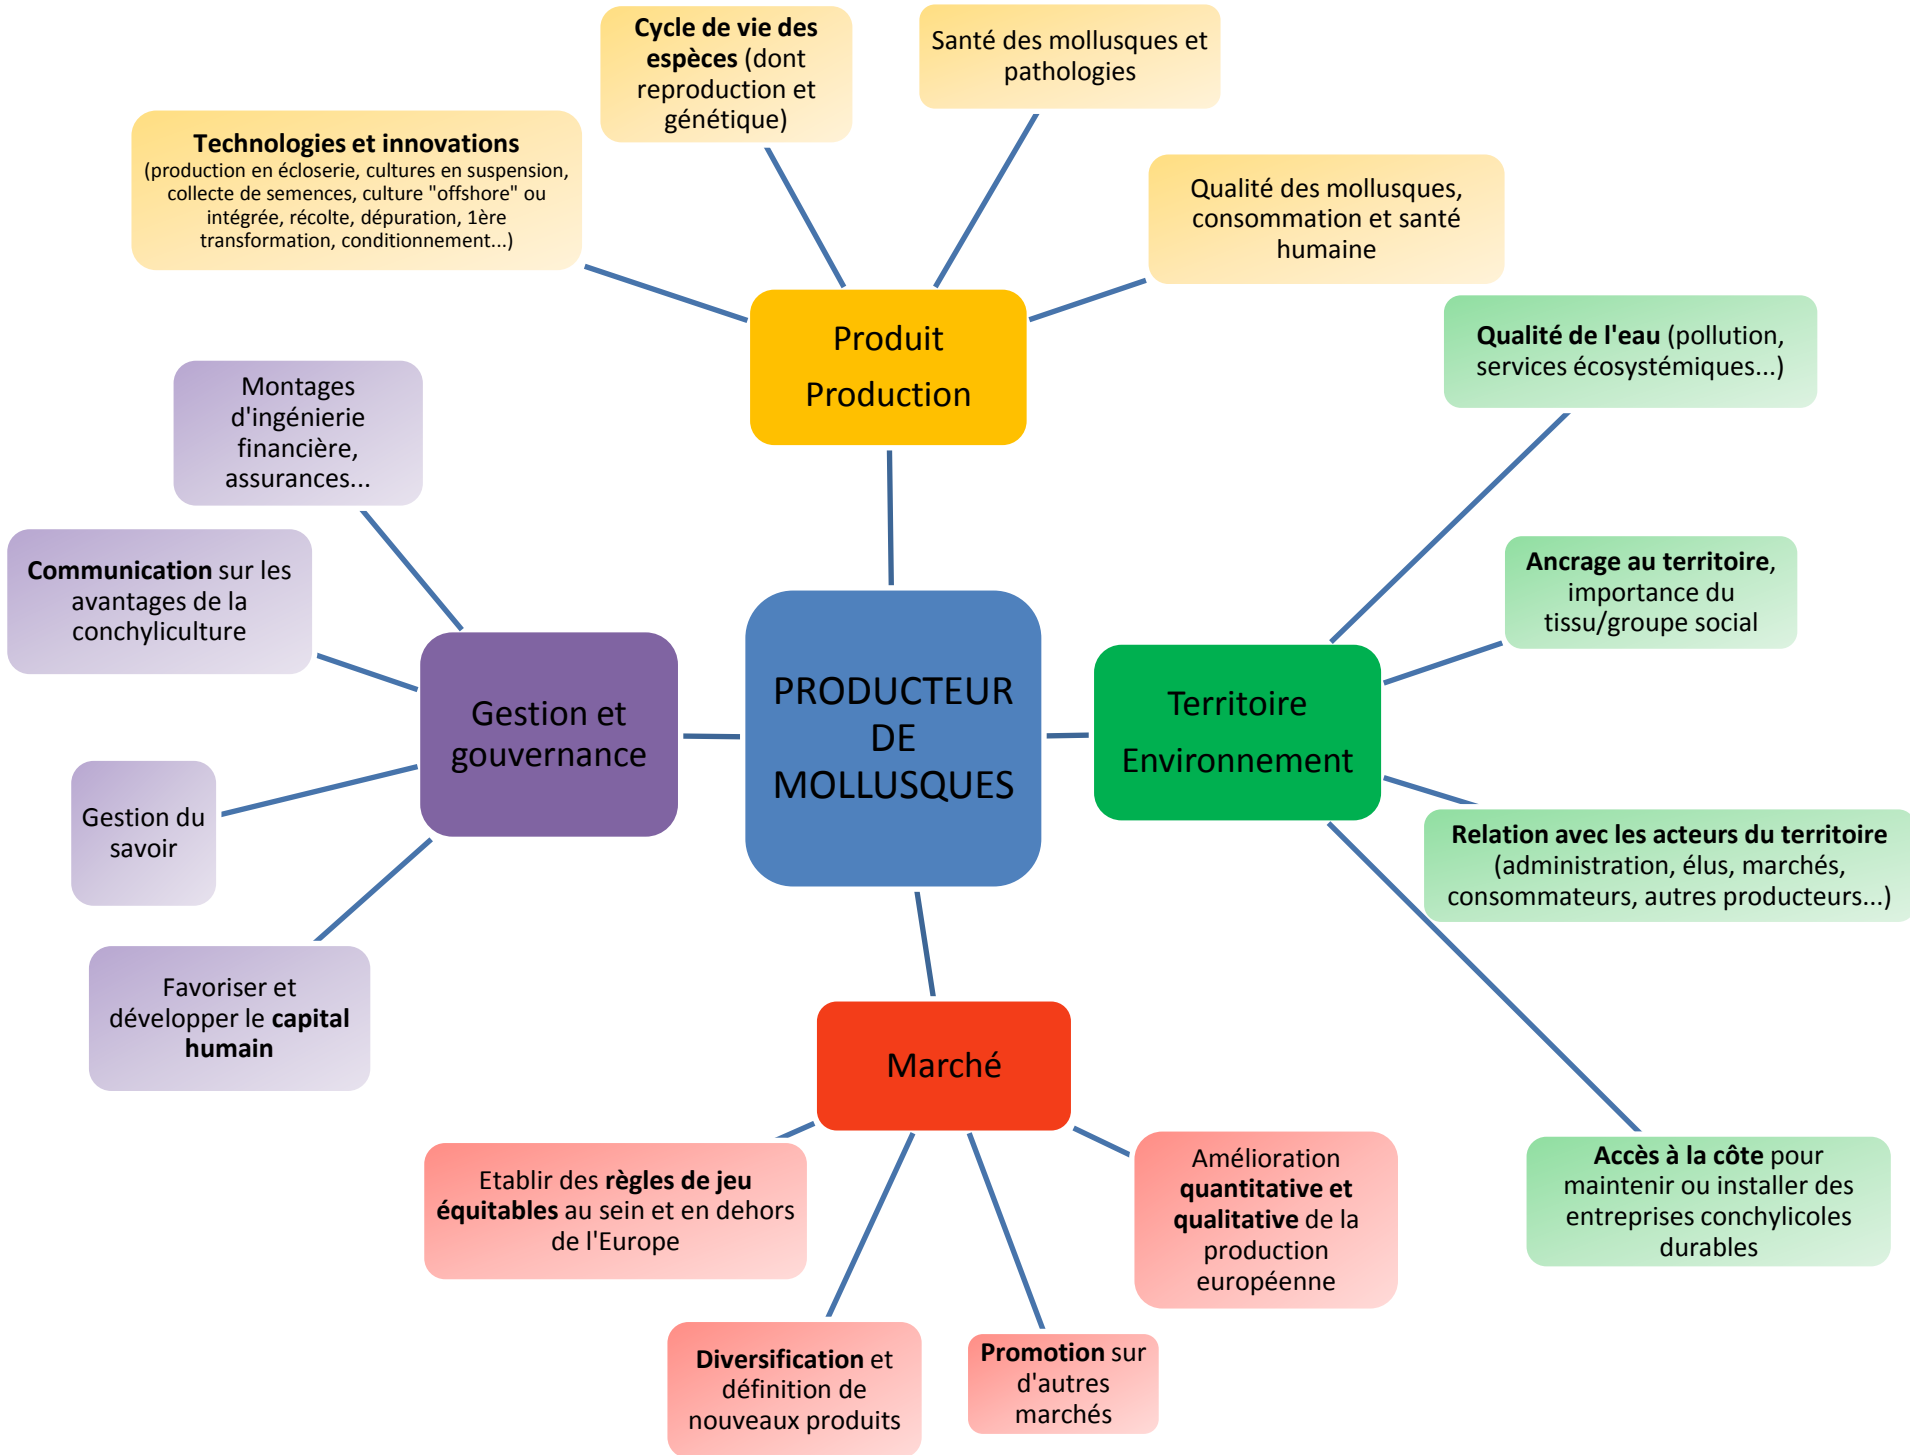 Cycle de vie des
espèces (dont
reproduction et
génétique)
Santé des mollusques et
pathologies
Technologies et innovations
(production en écloserie, cultures en suspension,
collecte de semences, culture "offshore" ou
intégrée, récolte, dépuration, 1ère
transformation, conditionnement...)
Qualité des mollusques,
consommation et santé
humaine
Produit
Production
Qualité de l'eau (pollution,
services écosystémiques...)
Montages
d'ingénierie
financière,
assurances...
Communication sur les
avantages de la
conchyliculture
Ancrage au territoire,
importance du
tissu/groupe social
Gestion et
gouvernance
PRODUCTEUR
DE
MOLLUSQUES
Territoire
Environnement
Gestion du
savoir
Relation avec les acteurs du territoire
(administration, élus, marchés,
consommateurs, autres producteurs...)
Favoriser et
développer le capital
humain
Marché
Etablir des règles de jeu
équitables au sein et en dehors
de l'Europe
Amélioration
quantitative et
qualitative de la
production
européenne
Accès à la côte pour
maintenir ou installer des
entreprises conchylicoles
durables
Diversification et
définition de
nouveaux produits
Promotion sur
d'autres
marchés